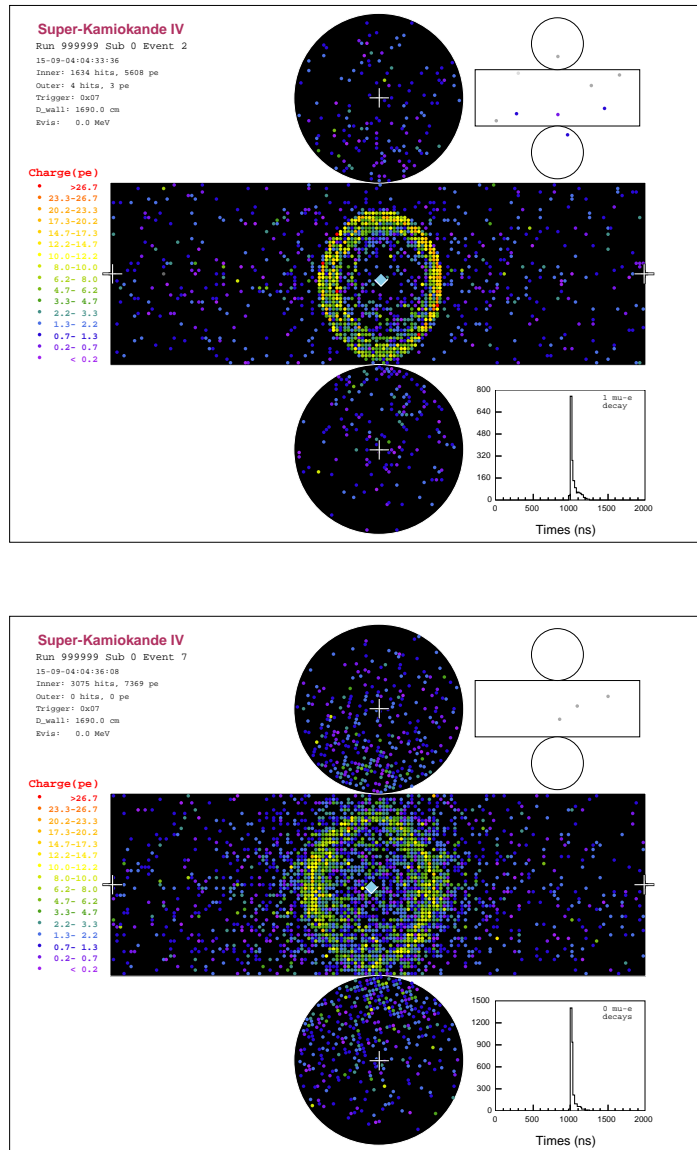 Super-Kamiokande IV
Run 999999 Sub 0 Event 2
15-09-04:04:33:36
Inner: 1634 hits, 5608 pe
Outer: 4 hits, 3 pe
Trigger: 0x07
D_wall: 1690.0 cm
Evis: 0.0 MeV
Charge(pe)
>26.7
23.3-26.7
20.2-23.3
17.3-20.2
14.7-17.3
12.2-14.7
10.0-12.2
8.0-10.0
6.2- 8.0
4.7- 6.2
3.3- 4.7
2.2- 3.3
1.3- 2.2
0.7- 1.3
0.2- 0.7
< 0.2
1 mu-e
decay
800
640
480
320
160
0
0 500 1000 1500 2000
Times (ns)
Super-Kamiokande IV
Run 999999 Sub 0 Event 7
15-09-04:04:36:08
Inner: 3075 hits, 7369 pe
Outer: 0 hits, 0 pe
Trigger: 0x07
D_wall: 1690.0 cm
Evis: 0.0 MeV
Charge(pe)
>26.7
23.3-26.7
20.2-23.3
17.3-20.2
14.7-17.3
12.2-14.7
10.0-12.2
8.0-10.0
6.2- 8.0
4.7- 6.2
3.3- 4.7
2.2- 3.3
1.3- 2.2
0.7- 1.3
0.2- 0.7
< 0.2
0 mu-e
decays
1500
1200
900
600
300
0
0 500 1000 1500 2000
Times (ns)